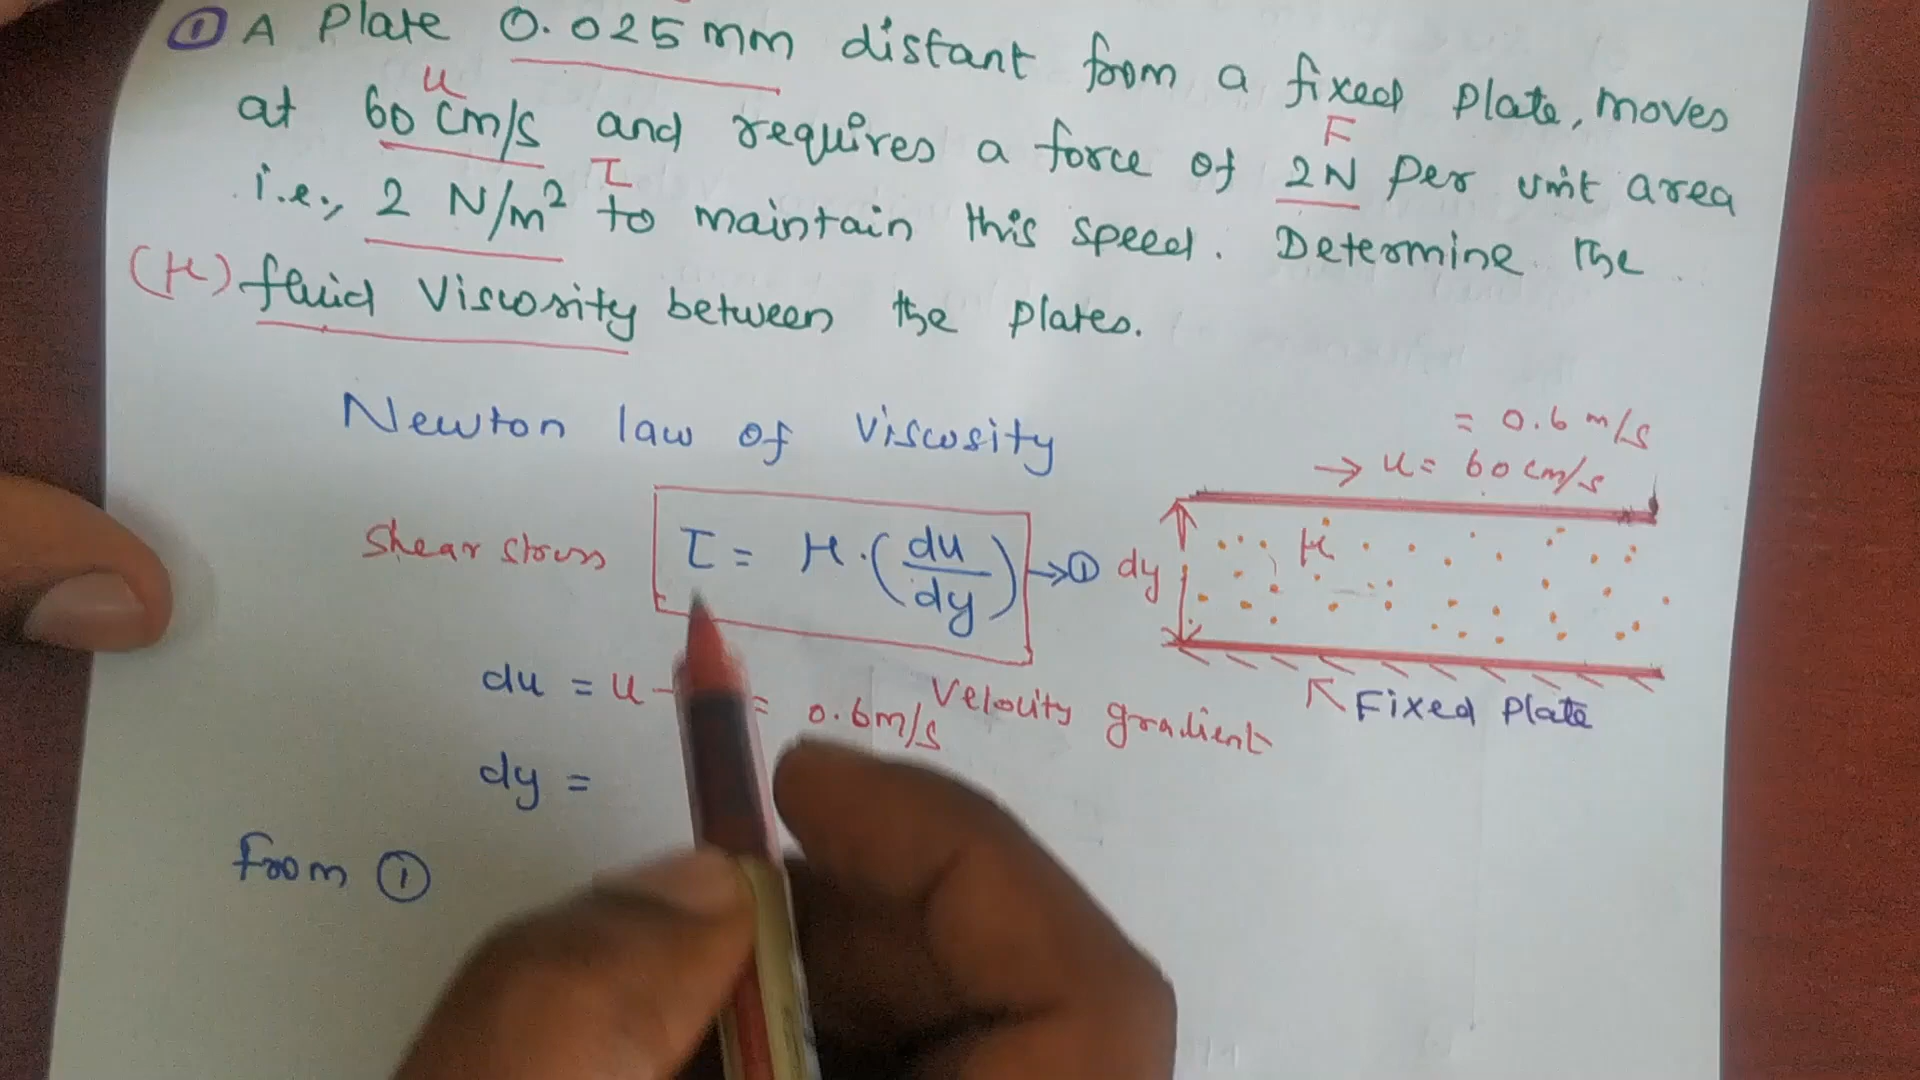 ① A Plate 0.025 mm distant from a fixed Plate, moves
u
at 60 cm/s and requires a force of 2N Per unit area
F
i.e., 2 N/m² to maintain this speed. Determine the
τ
(μ) fluid Viscosity between the plates.
Newton law of Viscosity
= 0.6 m/s
→ u = 60 cm/s
Shear stress τ = μ.(du/dy) → ① dy μ
du = u - = 0.6m/s Velocity gradient
Fixed Plate
dy =
from ①